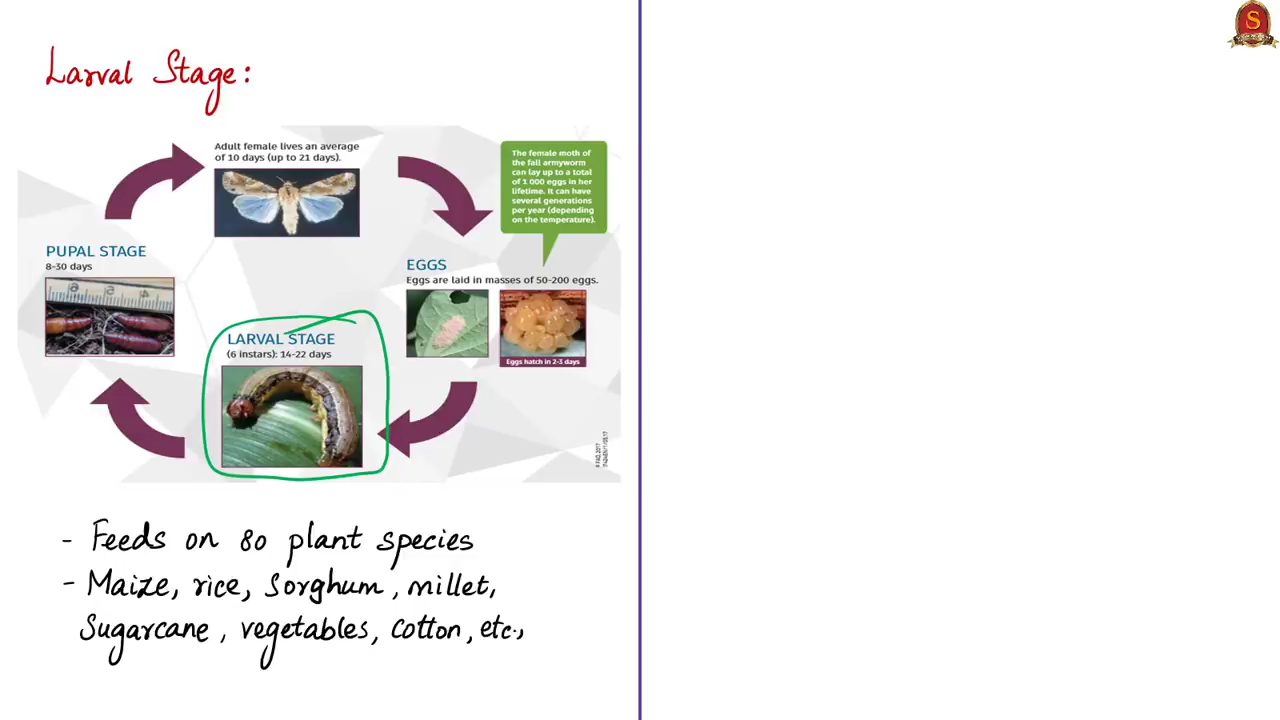 Larval Stage:
Adult female lives an average
of 10 days (up to 21 days).
The female moth of
the fall armyworm
can lay up to a total
of 1 000 eggs in her
lifetime. It can have
several generations
per year (depending
on the temperature).
PUPAL STAGE
8-30 days
EGGS
Eggs are laid in masses of 50-200 eggs.
Eggs hatch in 2-3 days
LARVAL STAGE
(6 instars): 14-22 days
- Feeds on 80 plant species
- Maize, rice, Sorghum, millet,
Sugarcane, vegetables, cotton, etc.,
S